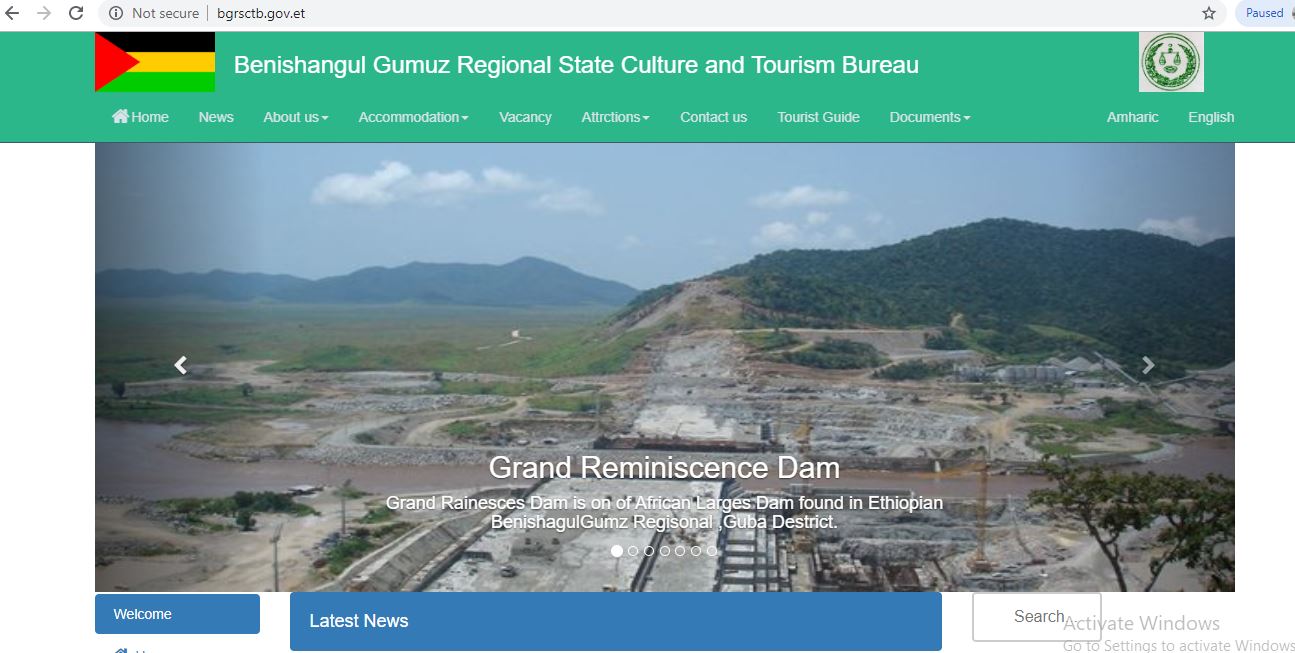 Not secure
bgrsctb.gov.et
Paused
Benishangul Gumuz Regional State Culture and Tourism Bureau
Home News About us Accommodation Vacancy Attrctions Contact us Tourist Guide Documents Amharic English
Grand Reminiscence Dam
Grand Rainesces Dam is on of African Larges Dam found in Ethiopian
BenishagulGumz Regisonal ,Guba Destrict.
Welcome
Latest News
Search..
Activate Windows
Go to Settings to activate Windows